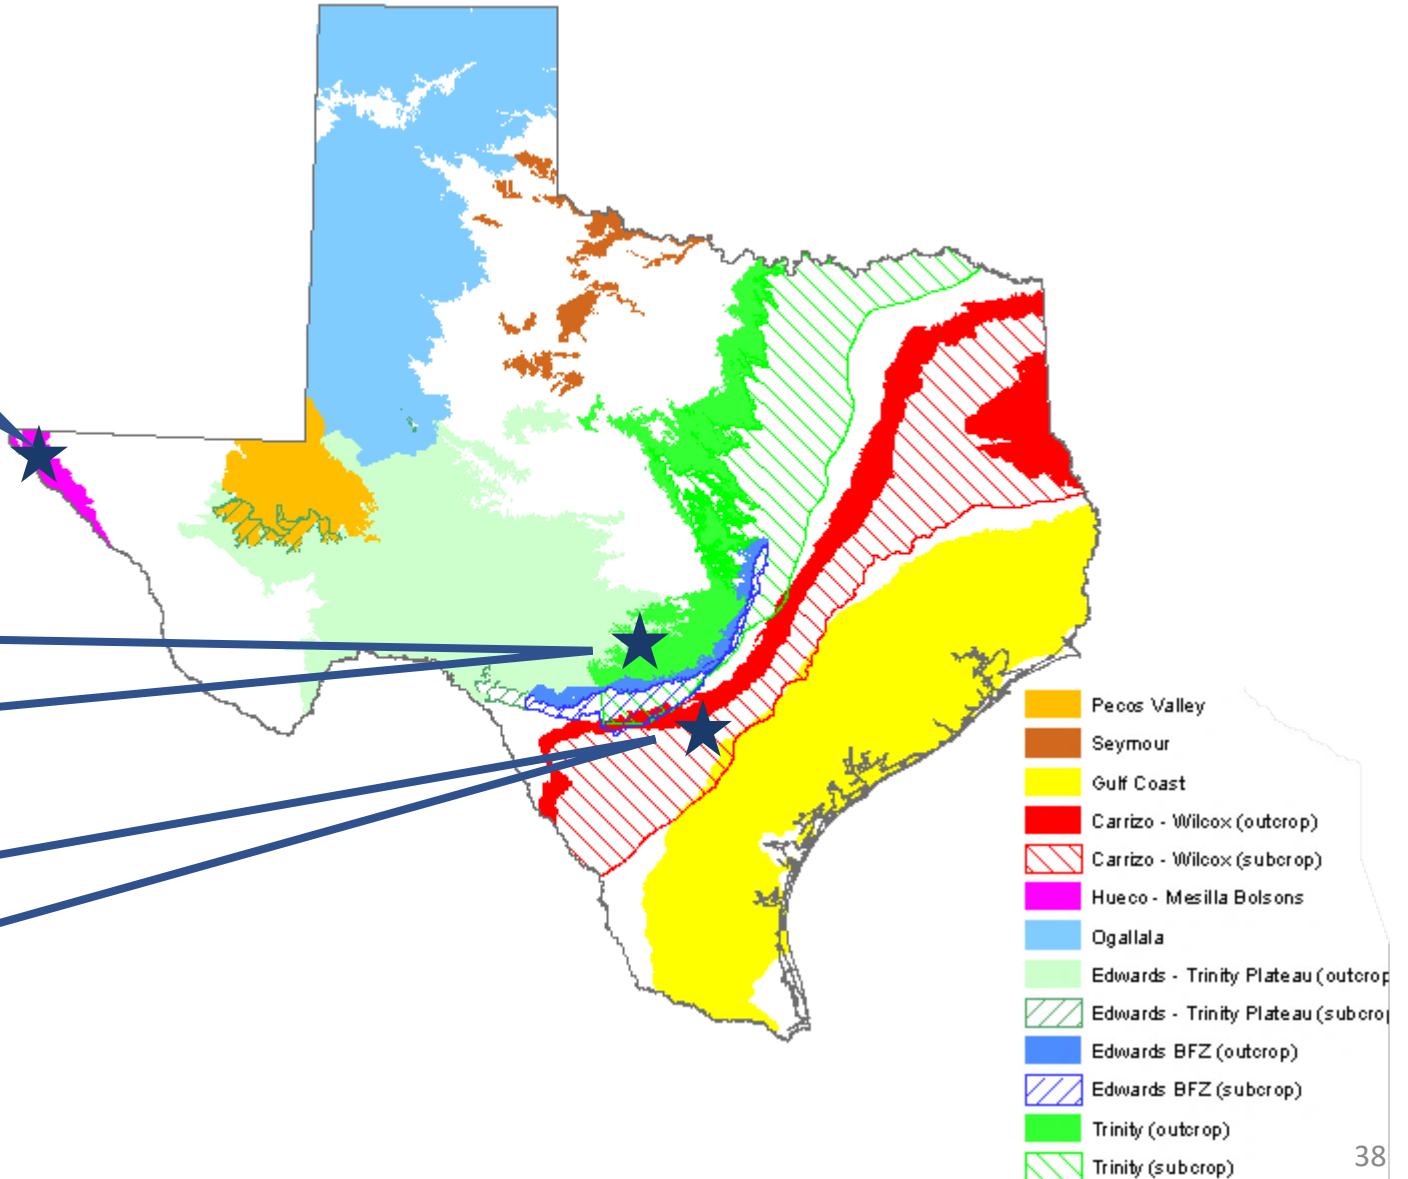 Pecos Valley
Seymour
Gulf Coast
Carrizo - Wilcox (outcrop)
Carrizo - Wilcox (subcrop)
Hueco - Mesilla Bolsons
Ogallala
Edwards - Trinity Plateau (outcrop
Edwards - Trinity Plateau (subcrop
Edwards BFZ (outcrop)
Edwards BFZ (subcrop)
Trinity (outcrop)
Trinity (subcrop)
38